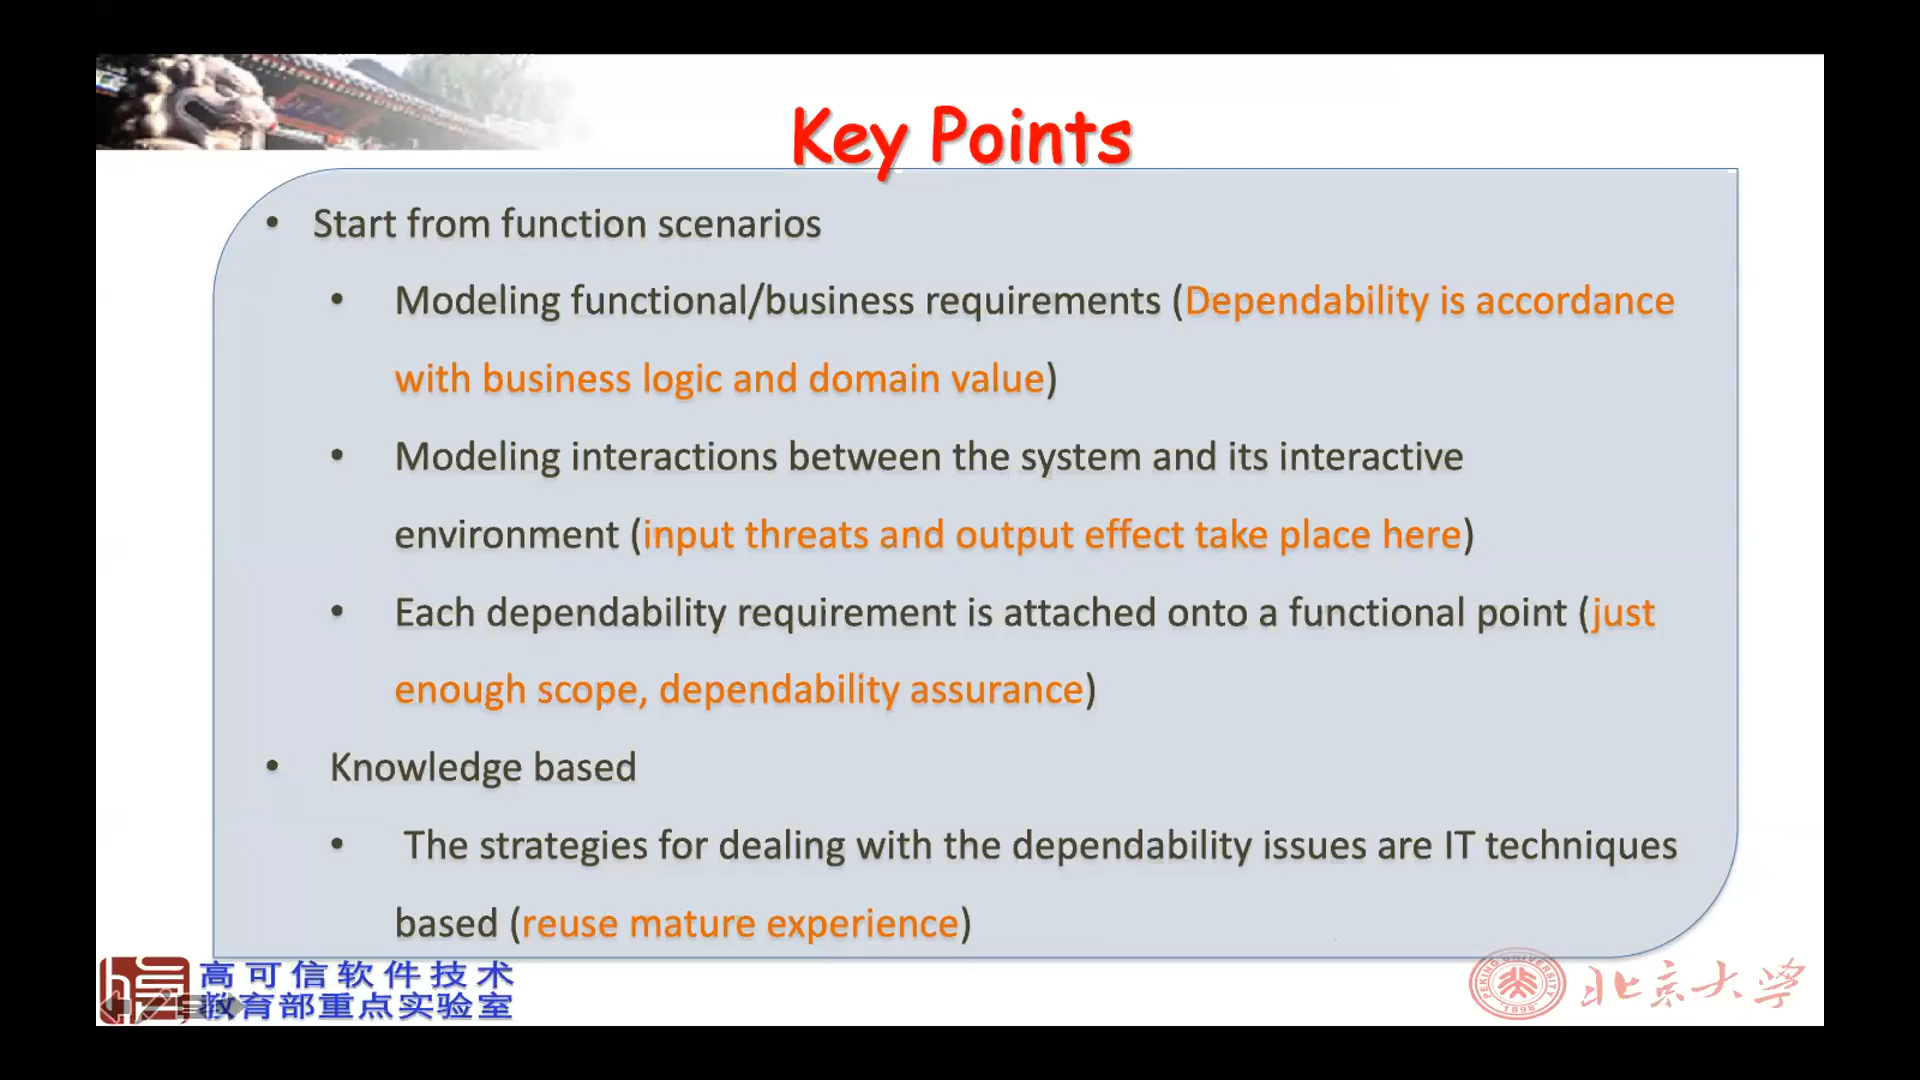 Key Points
• Start from function scenarios
• Modeling functional/business requirements (Dependability is accordance
with business logic and domain value)
• Modeling interactions between the system and its interactive
environment (input threats and output effect take place here)
• Each dependability requirement is attached onto a functional point (just
enough scope, dependability assurance)
• Knowledge based
• The strategies for dealing with the dependability issues are IT techniques
based (reuse mature experience)
高可信软件技术
教育部重点实验室
PEKING UNIVERSITY
1898
北京大学